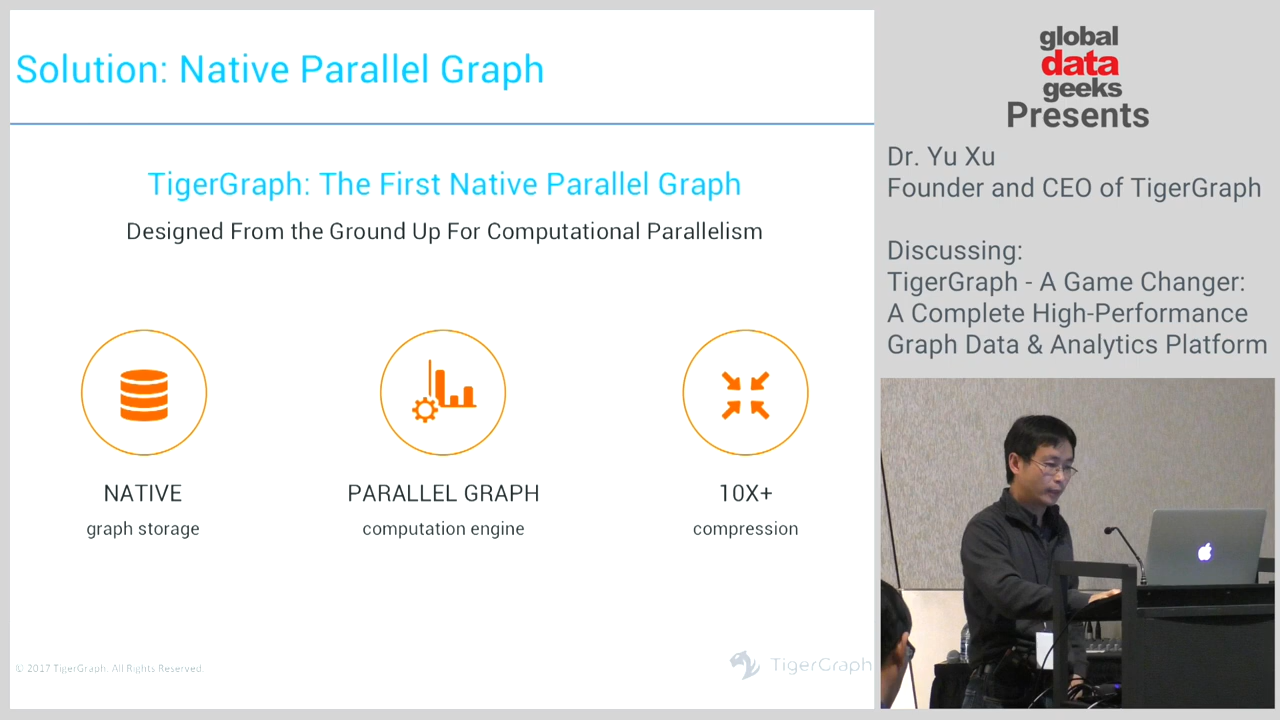 Solution: Native Parallel Graph
TigerGraph: The First Native Parallel Graph
Designed From the Ground Up For Computational Parallelism
NATIVE
graph storage
PARALLEL GRAPH
computation engine
10X+
compression
© 2017 TigerGraph. All Rights Reserved.
TigerGraph
global
data
geeks
Presents
Dr. Yu Xu
Founder and CEO of TigerGraph
Discussing:
TigerGraph - A Game Changer:
A Complete High-Performance
Graph Data & Analytics Platform